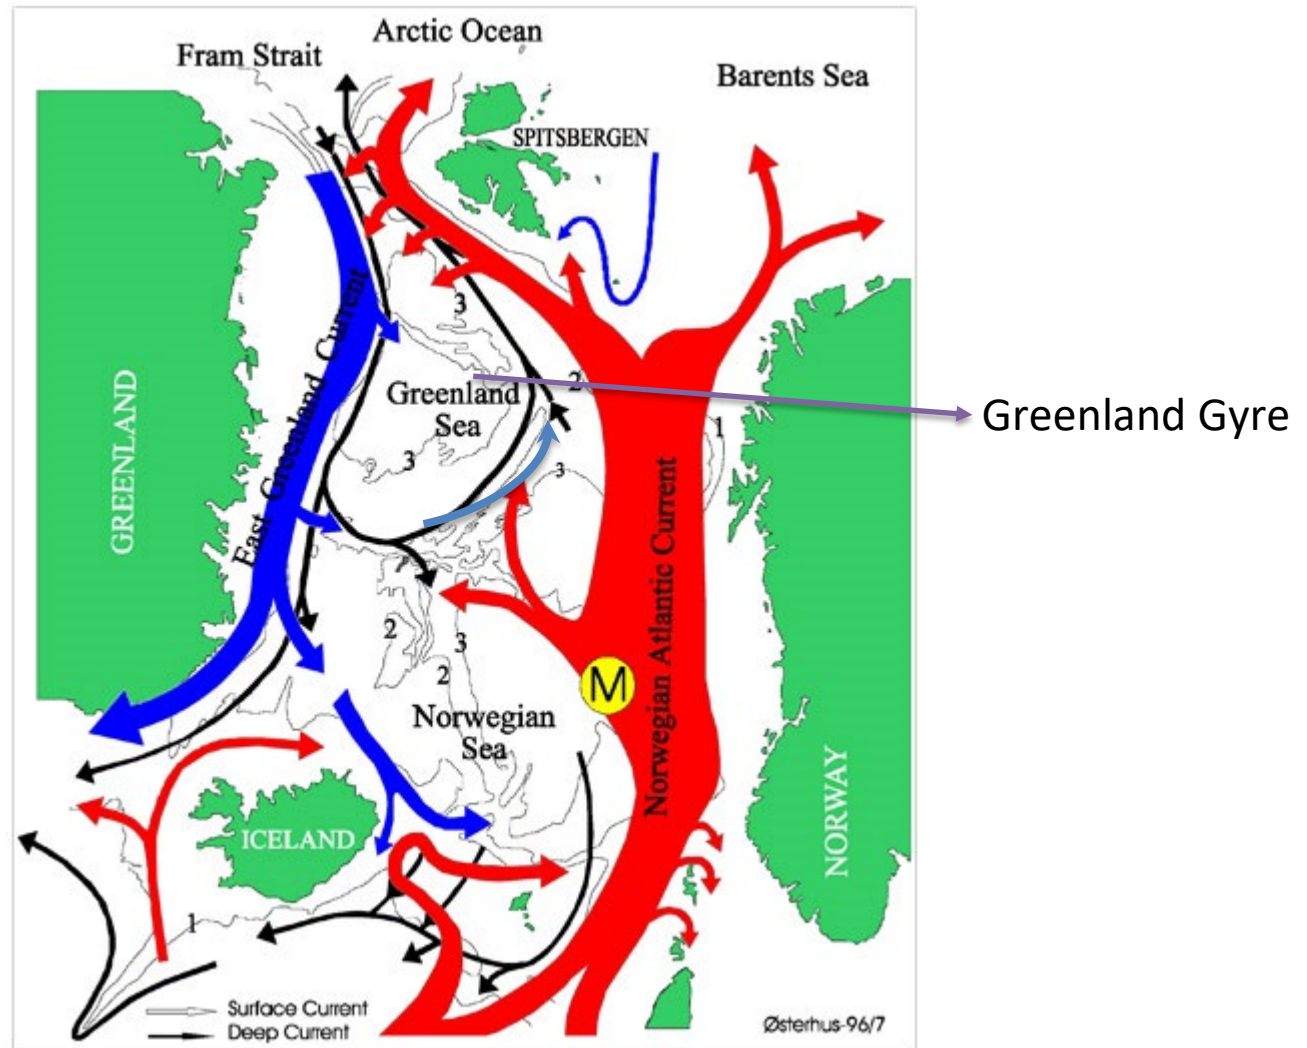 Arctic Ocean
Fram Strait
Barents Sea
SPITSBERGEN
3
Greenland
Sea
2
Greenland Gyre
1
GREENLAND
East Greenland Current
3
3
Norwegian Atlantic Current
2
3
2
M
Norwegian
Sea
NORWAY
ICELAND
1
Surface Current
Deep Current
Østerhus-96/7